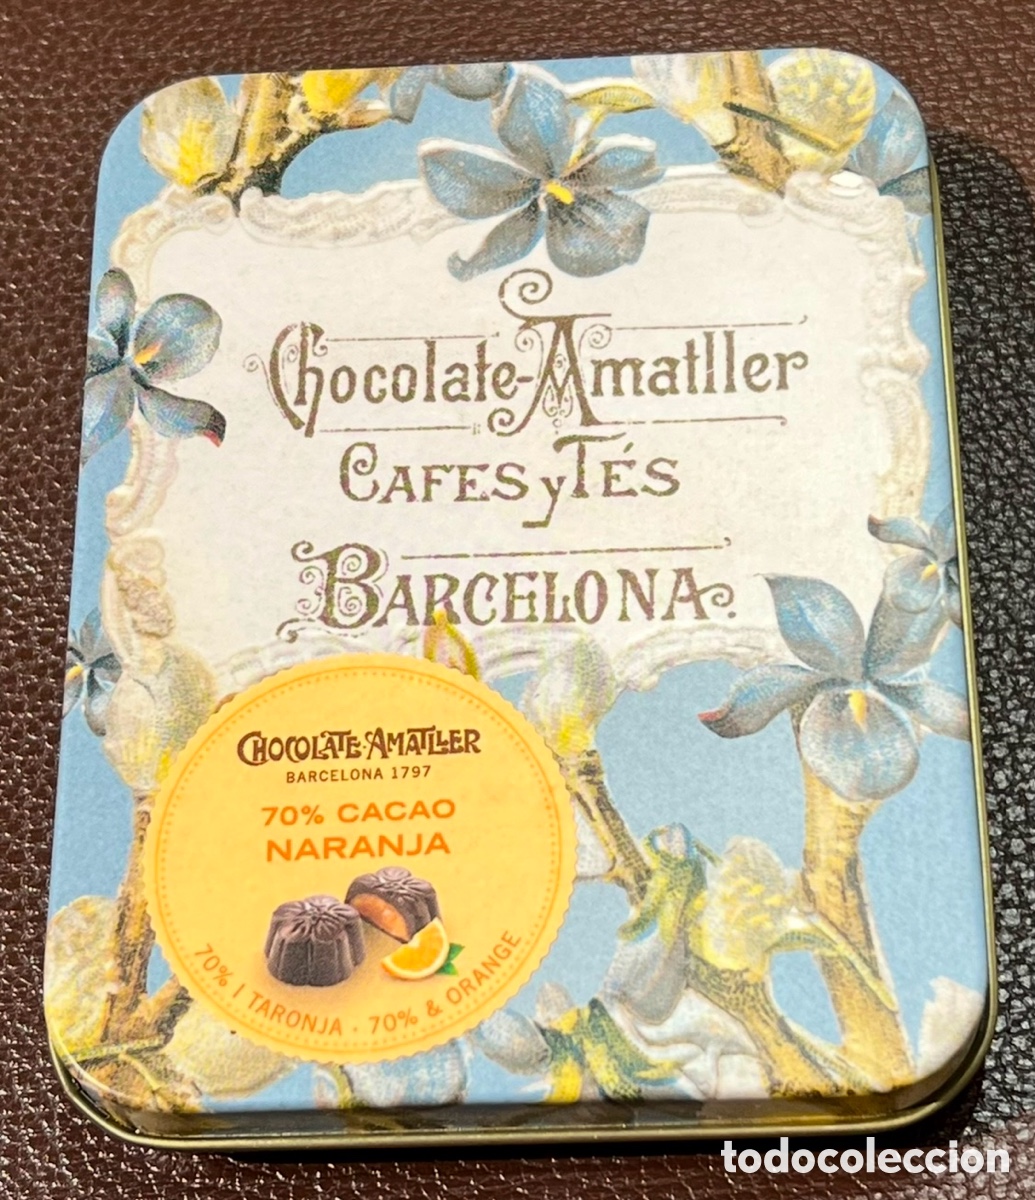 Chocolate-Amatller
CAFES y TÉS
BARCELONA.
CHOCOLATE·AMATLLER
BARCELONA 1797
70% CACAO
NARANJA
70% I TARONJA · 70% & ORANGE
todocoleccion